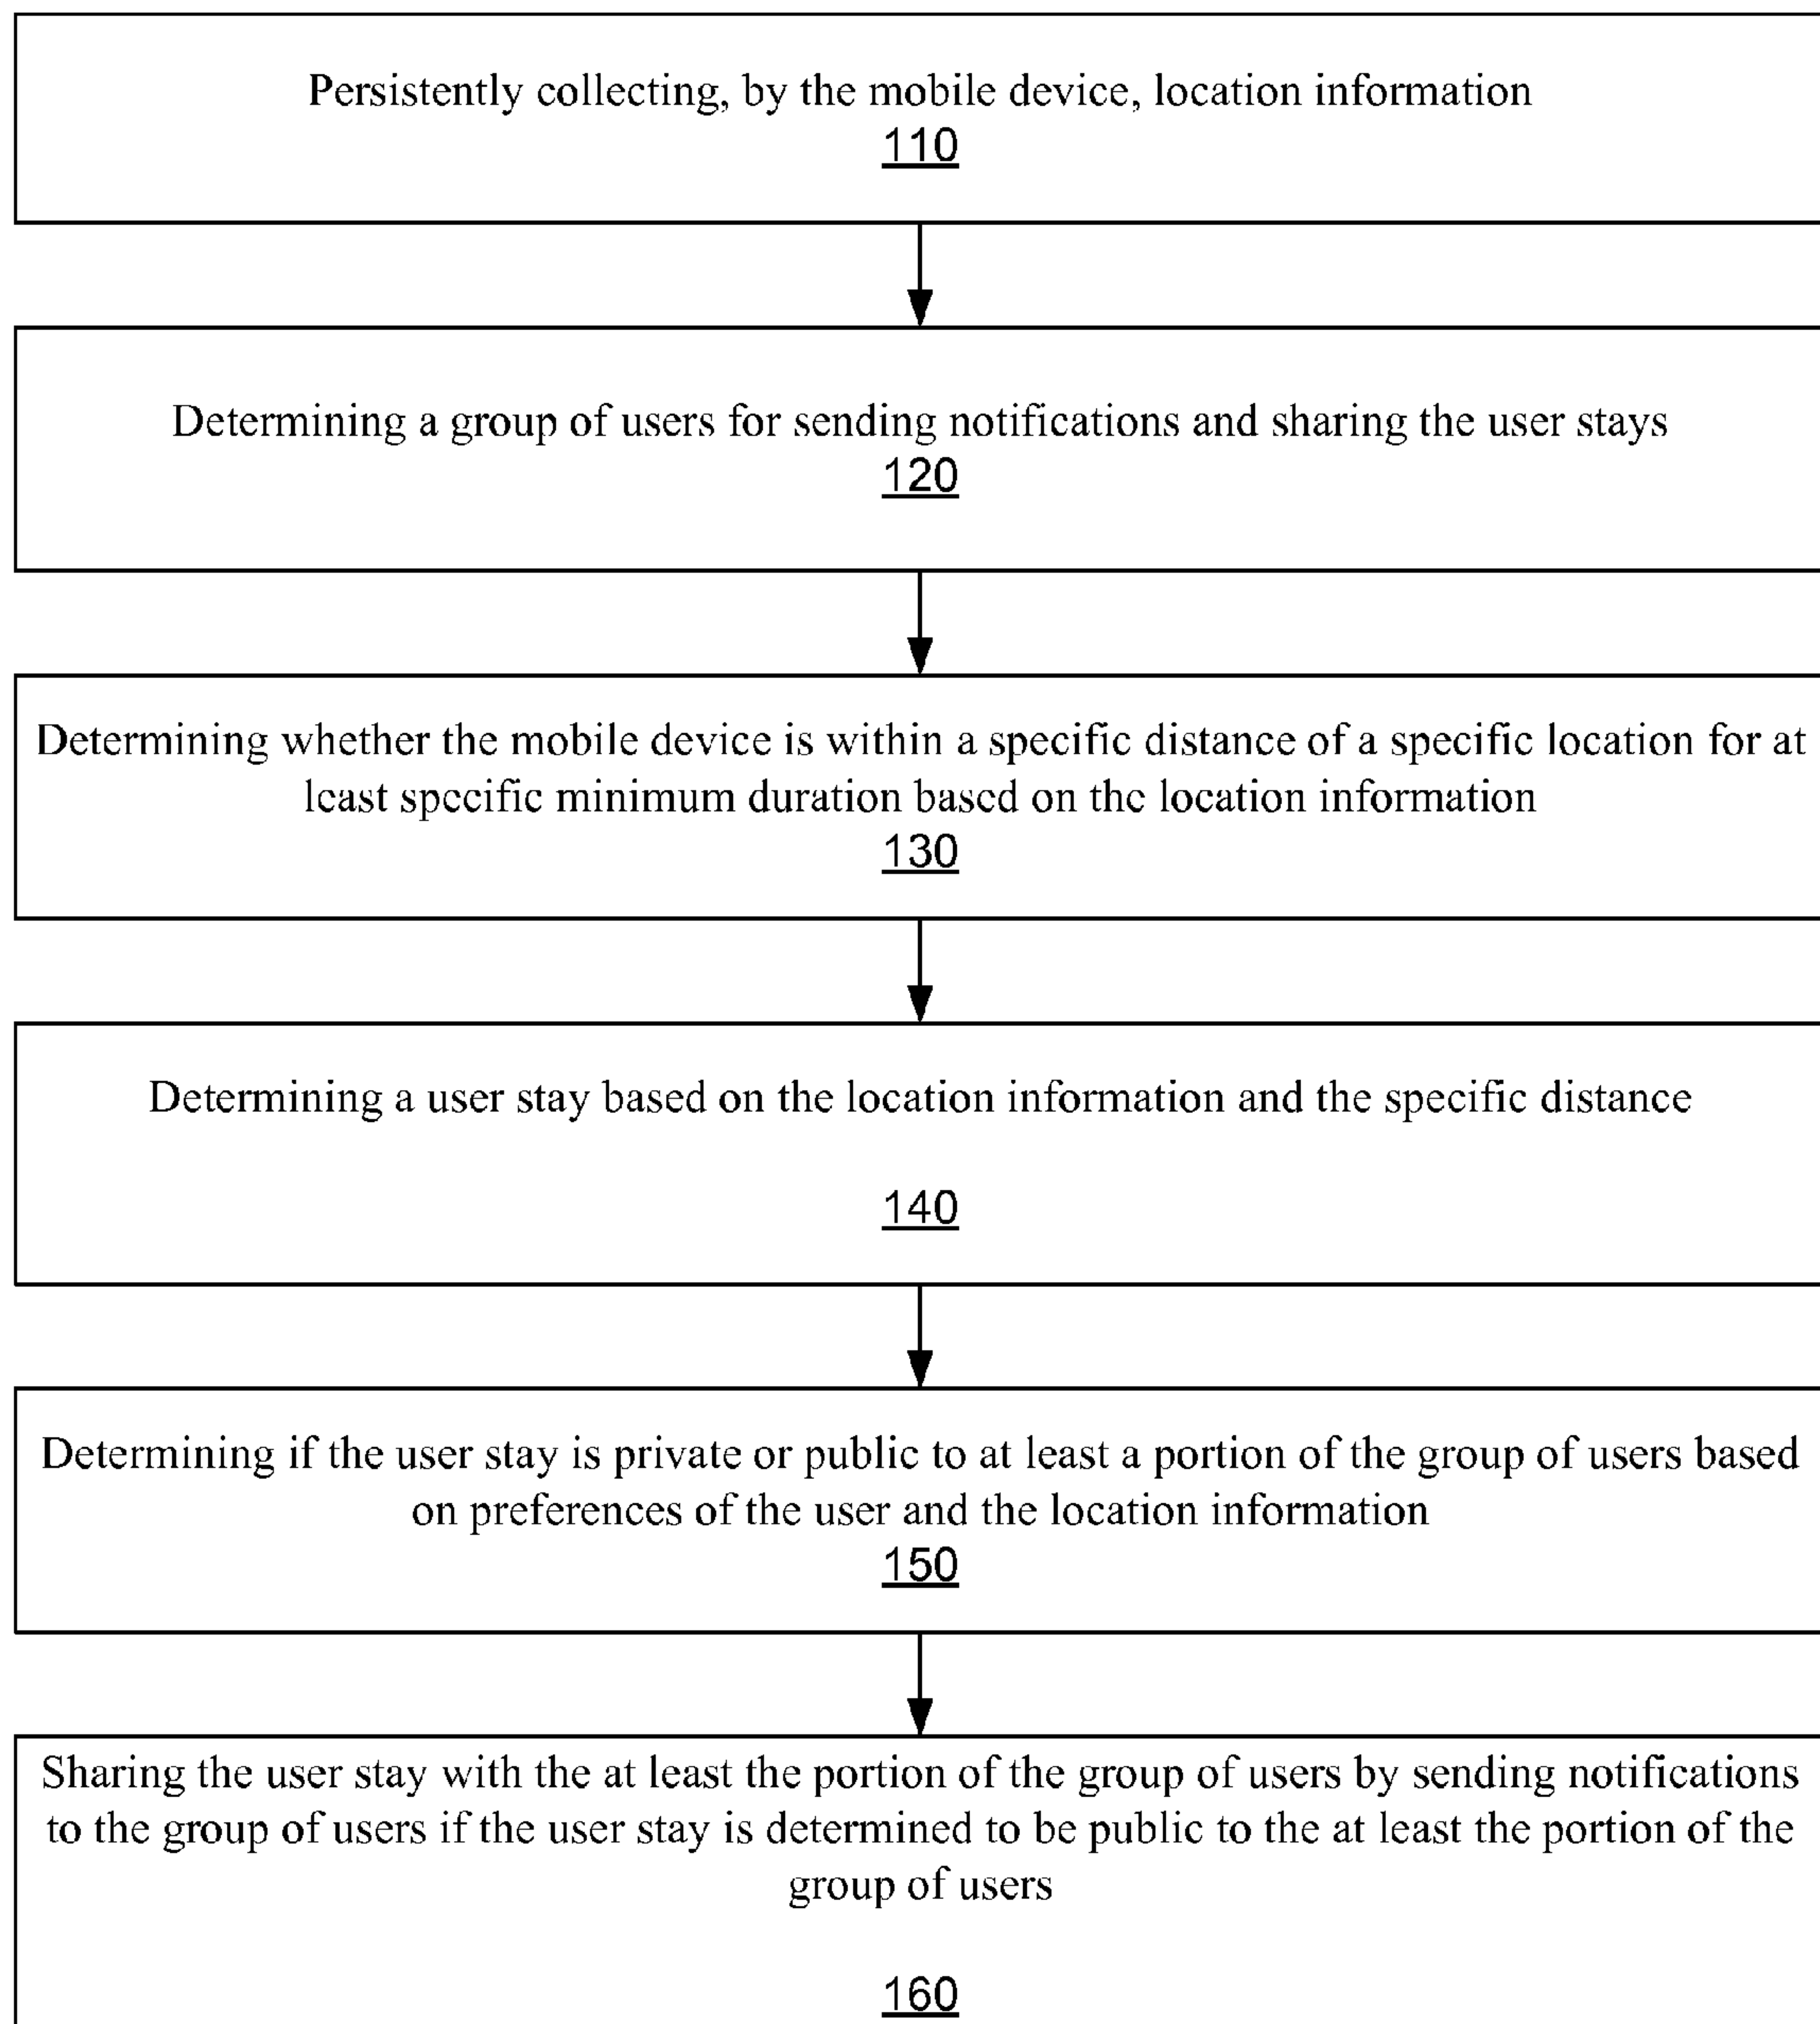 Persistently collecting, by the mobile device, location information
110
Determining a group of users for sending notifications and sharing the user stays
120
Determining whether the mobile device is within a specific distance of a specific location for at
least specific minimum duration based on the location information
130
Determining a user stay based on the location information and the specific distance
140
Determining if the user stay is private or public to at least a portion of the group of users based
on preferences of the user and the location information
150
Sharing the user stay with the at least the portion of the group of users by sending notifications
to the group of users if the user stay is determined to be public to the at least the portion of the
group of users
160